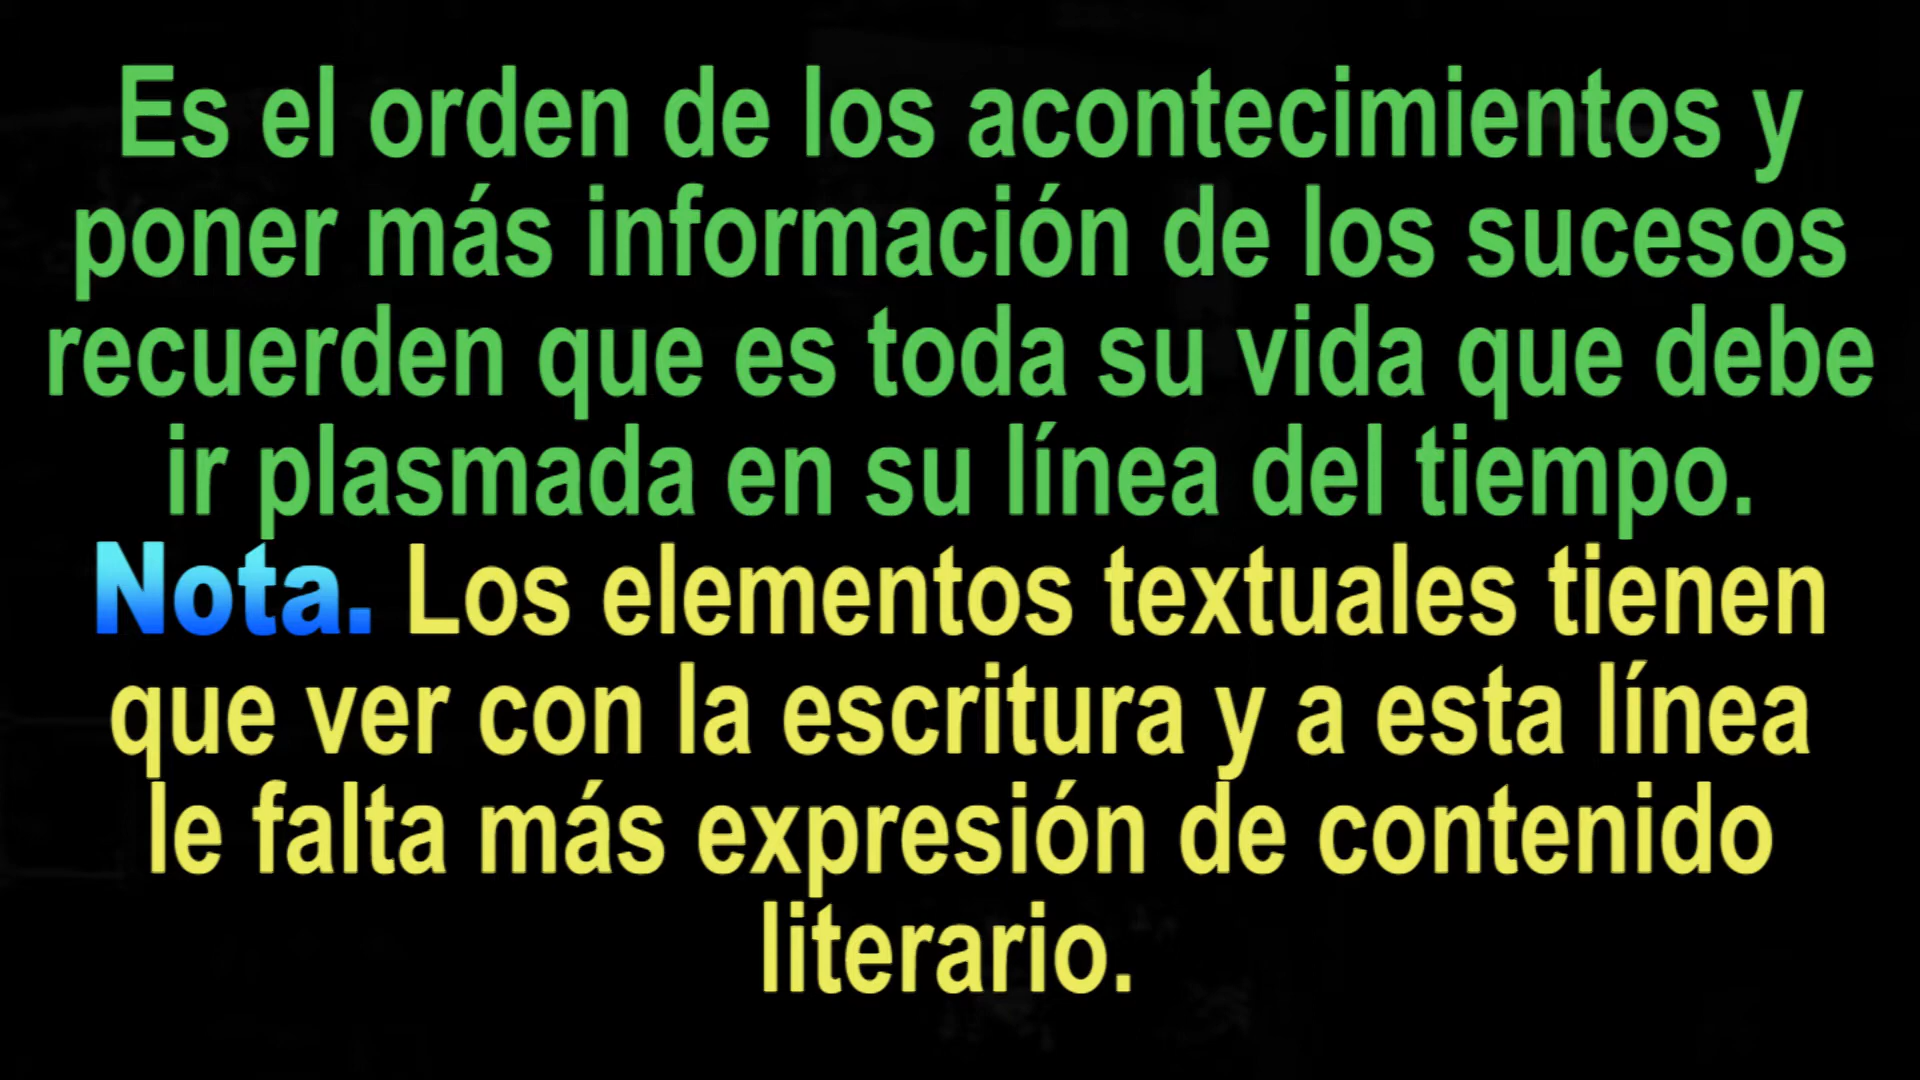 Es el orden de los acontecimientos y
poner más información de los sucesos
recuerden que es toda su vida que debe
ir plasmada en su línea del tiempo.
Nota. Los elementos textuales tienen
que ver con la escritura y a esta línea
le falta más expresión de contenido
literario.